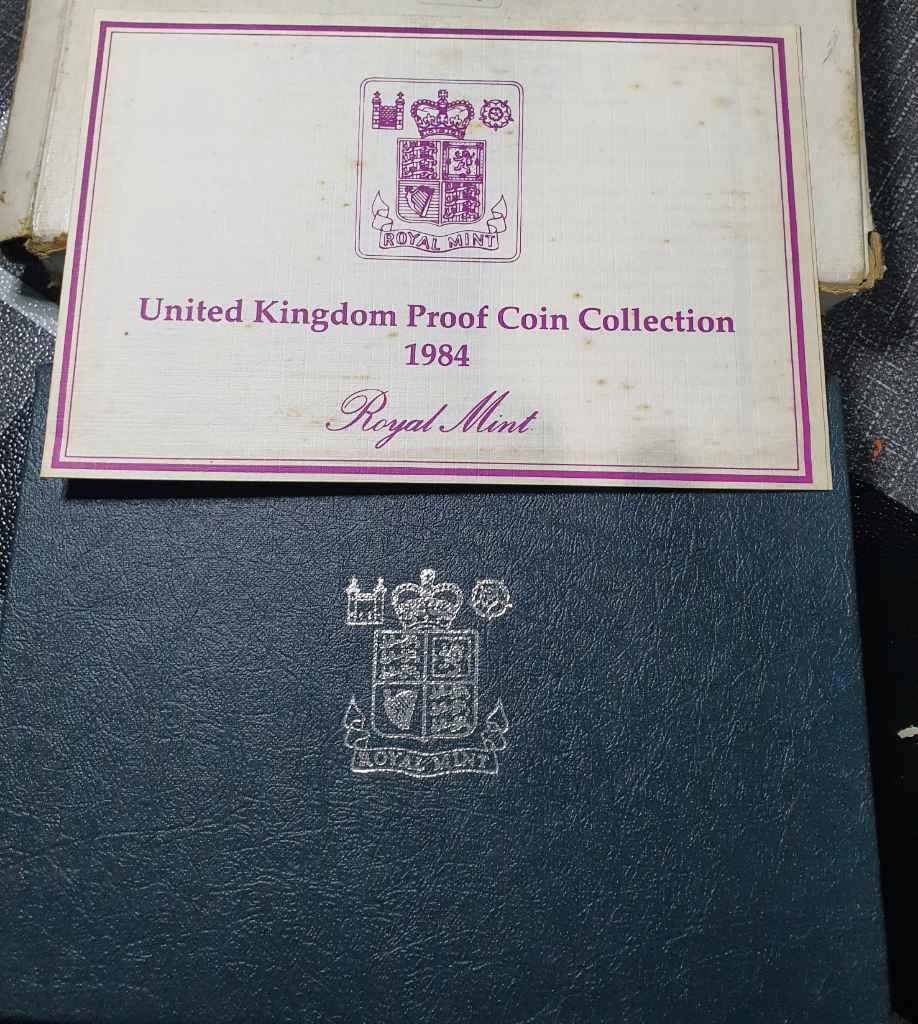 ROYAL MINT
United Kingdom Proof Coin Collection
1984
Royal Mint
ROYAL MINT